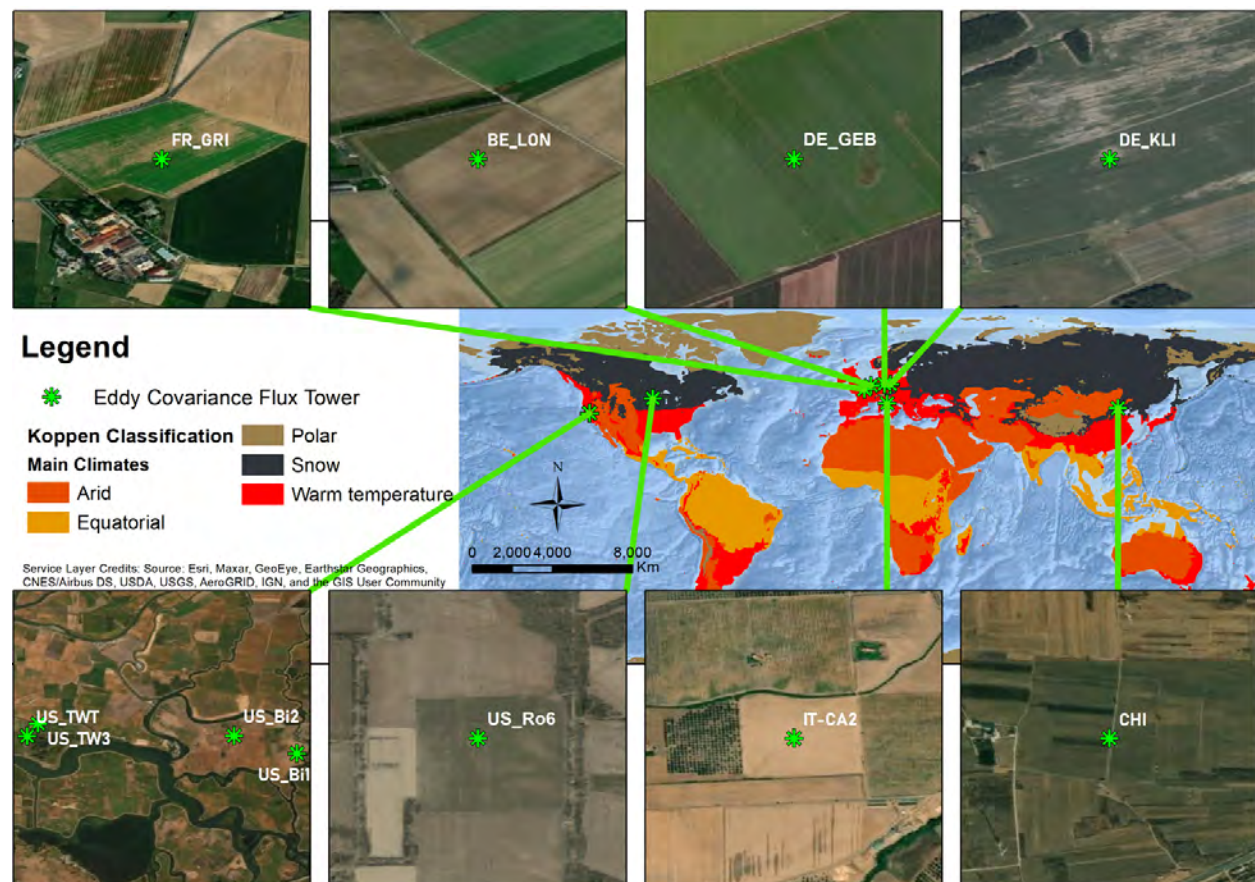 FR_GRI
BE_LON
DE_GEB
DE_KLI
Legend
Eddy Covariance Flux Tower
Koppen Classification
Main Climates
Arid
Equatorial
Polar
Snow
Warm temperature
Service Layer Credits: Source: Esri, Maxar, GeoEye, Earthstar Geographics,
CNES/Airbus DS, USDA, USGS, AeroGRID, IGN, and the GIS User Community
N
0 2,000 4,000 8,000
Km
US_TWT
US_TW3
US_Bi2
US_Bi1
US_Ro6
IT-CA2
CHI